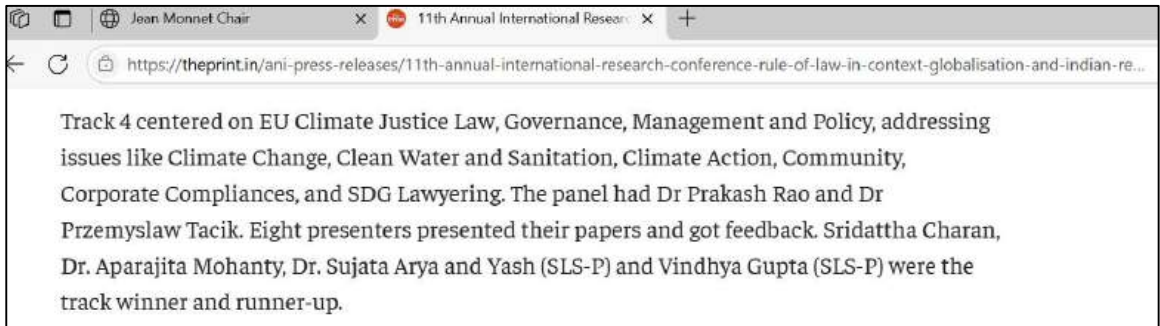 Jean Monnet Chair
11th Annual International Resear
https://theprint.in/ani-press-releases/11th-annual-international-research-conference-rule-of-law-in-context-globalisation-and-indian-re...
Track 4 centered on EU Climate Justice Law, Governance, Management and Policy, addressing
issues like Climate Change, Clean Water and Sanitation, Climate Action, Community,
Corporate Compliances, and SDG Lawyering. The panel had Dr Prakash Rao and Dr
Przemyslaw Tacik. Eight presenters presented their papers and got feedback. Sridattha Charan,
Dr. Aparajita Mohanty, Dr. Sujata Arya and Yash (SLS-P) and Vindhya Gupta (SLS-P) were the
track winner and runner-up.